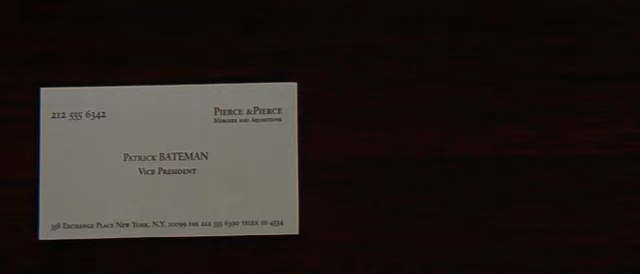 212 555 6342
PIERCE & PIERCE
MERGERS AND AQUISITIONS
PATRICK BATEMAN
VICE PRESIDENT
358 EXCHANGE PLACE NEW YORK, N.Y. 10099 FAX 212 555 6390 TELEX 10 4534